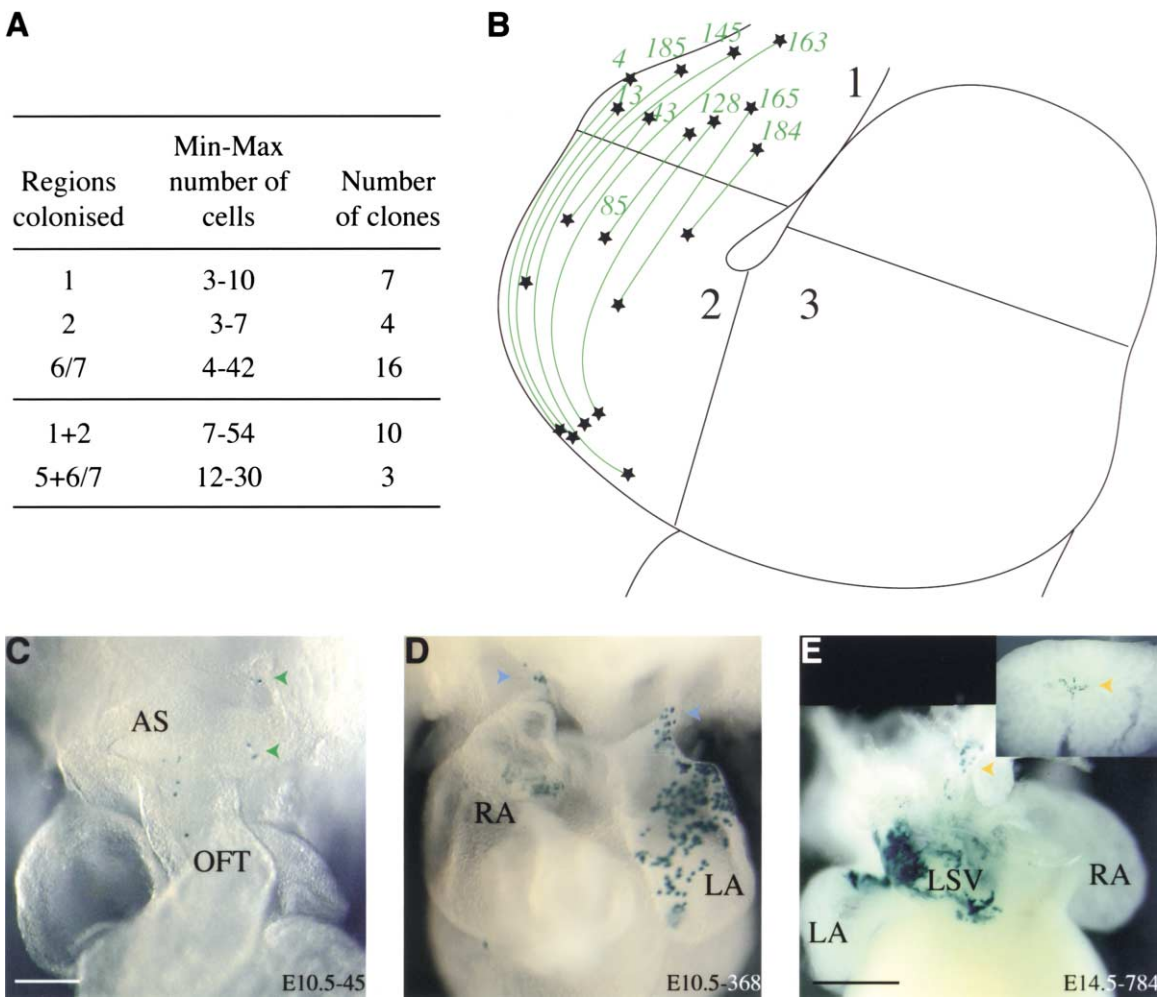 A
Regions colonised
Min-Max number of cells
Number of clones
1 3-10 7
2 3-7 4
6/7 4-42 16
1+2 7-54 10
5+6/7 12-30 3
B
4 185 145 163
43 128 165
184
85
1
2 3
C
AS
OFT
E10.5-45
D
RA
LA
E10.5-368
E
LSV
RA
LA
E14.5-784